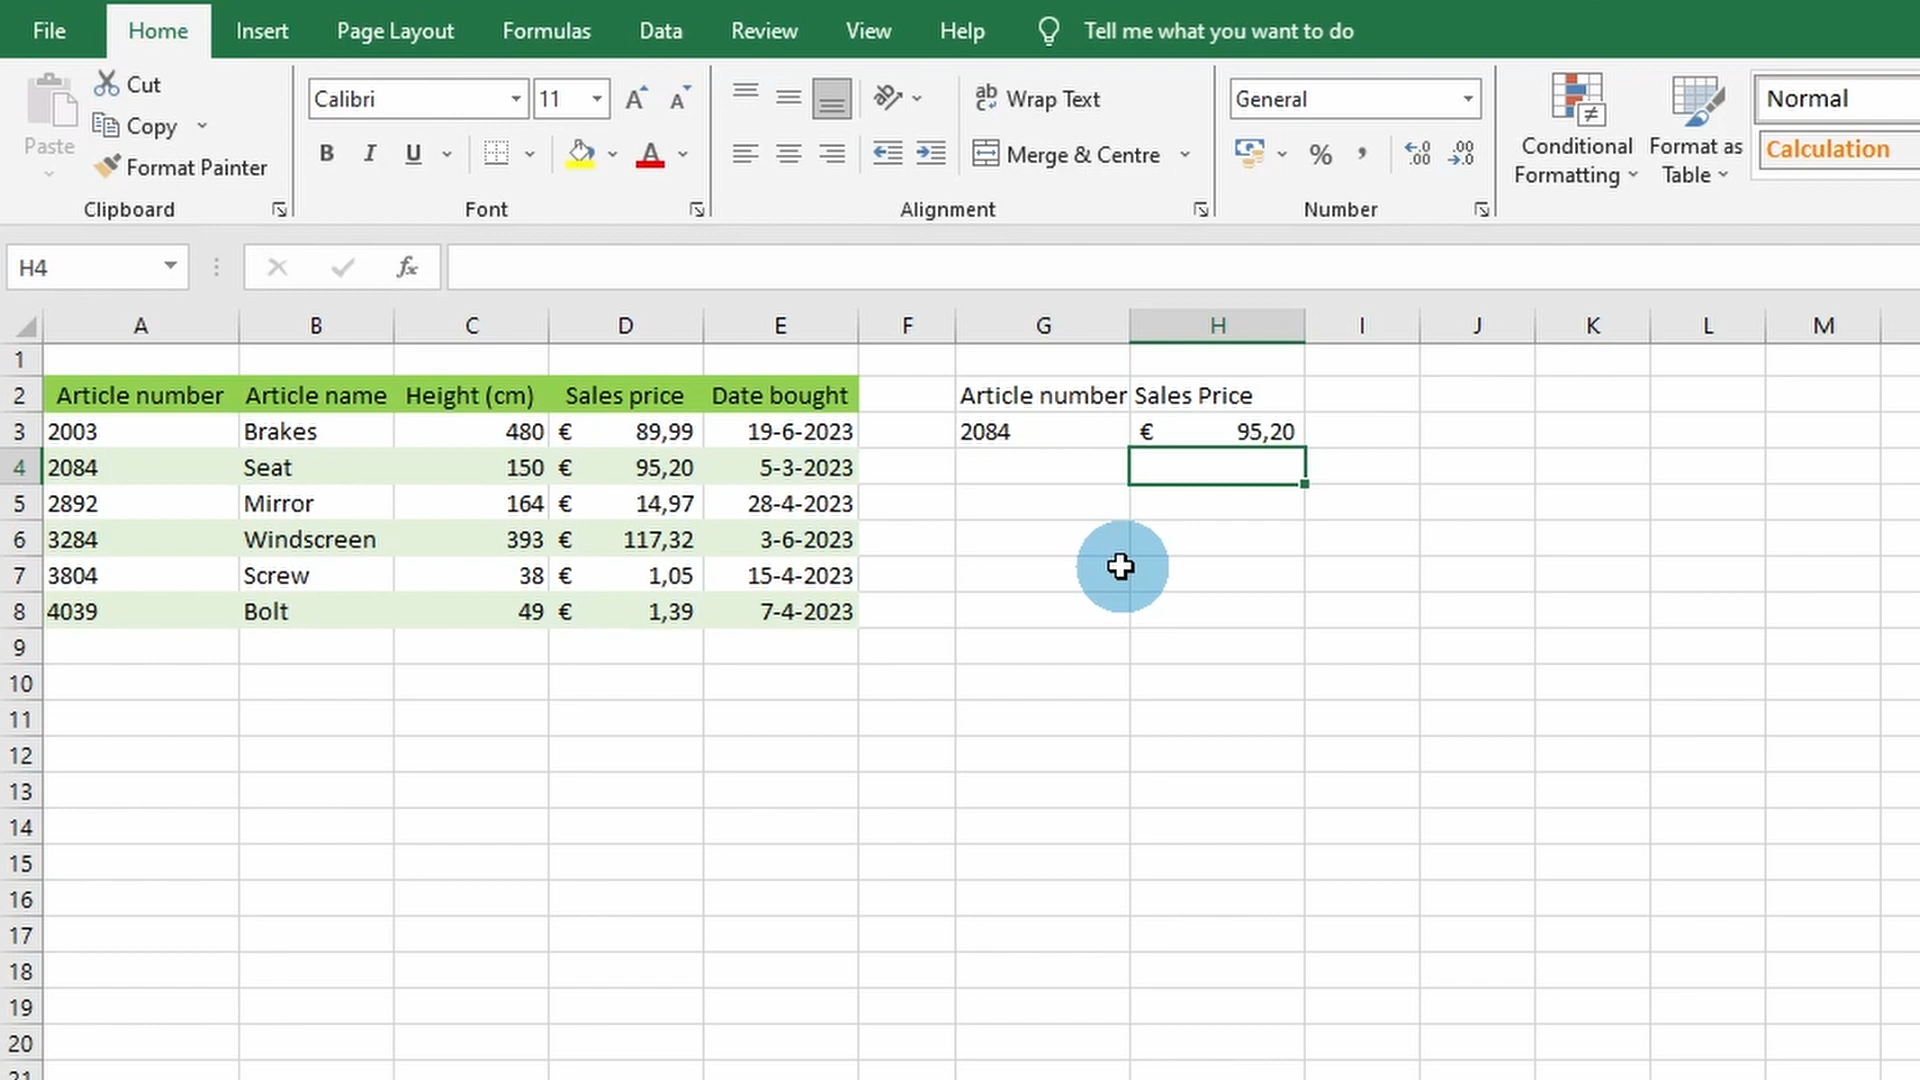 File Home Insert Page Layout Formulas Data Review View Help Tell me what you want to do
Paste
Cut
Copy
Format Painter
Clipboard
Calibri 11
B I U
Font
Wrap Text
Merge & Centre
Alignment
General
% ,
Number
Conditional Formatting
Format as Table
Normal
Calculation
H4 fx
A B C D E F G H I J K L M
1
2 Article number Article name Height (cm) Sales price Date bought Article number Sales Price
3 2003 Brakes 480 € 89,99 19-6-2023 2084 € 95,20
4 2084 Seat 150 € 95,20 5-3-2023
5 2892 Mirror 164 € 14,97 28-4-2023
6 3284 Windscreen 393 € 117,32 3-6-2023
7 3804 Screw 38 € 1,05 15-4-2023
8 4039 Bolt 49 € 1,39 7-4-2023
9
10
11
12
13
14
15
16
17
18
19
20
21